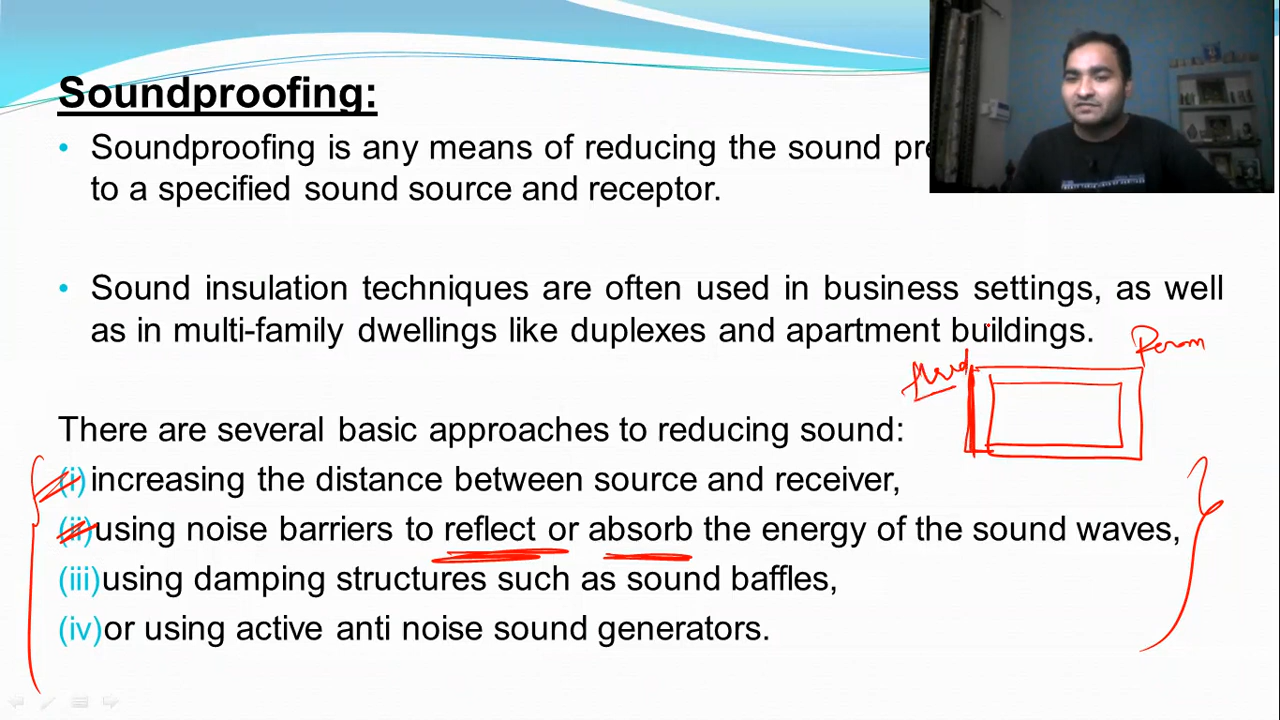 Soundproofing:
• Soundproofing is any means of reducing the sound pre
to a specified sound source and receptor.
• Sound insulation techniques are often used in business settings, as well
as in multi-family dwellings like duplexes and apartment buildings.
Room
There are several basic approaches to reducing sound:
(i) increasing the distance between source and receiver,
(ii) using noise barriers to reflect or absorb the energy of the sound waves,
(iii) using damping structures such as sound baffles,
(iv) or using active anti noise sound generators.